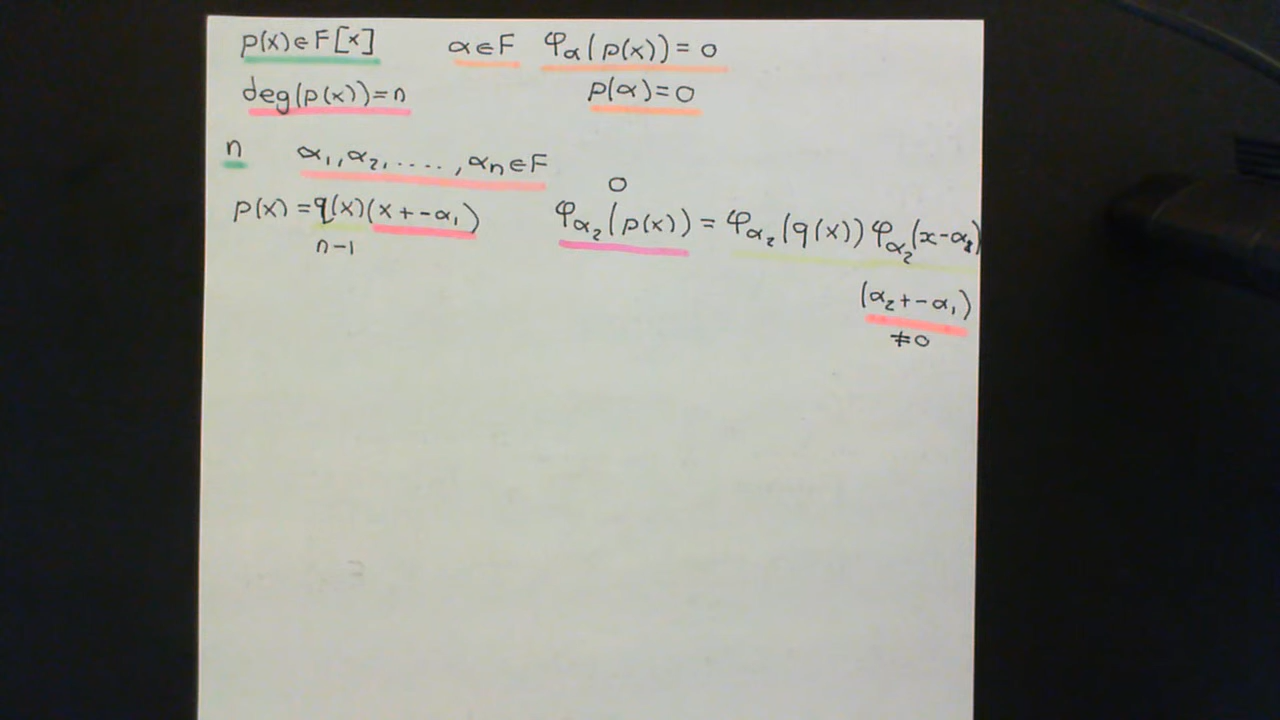 p(x)∈F[x] α∈F φα(p(x))=0
deg(p(x))=n p(α)=0
n α₁,α₂,....,αn∈F
0
p(x)=q(x)(x+-α₁) φα₂(p(x))=φα₂(q(x))φα₂(x-α₁)
n-1
(α₂+-α₁)
≠0